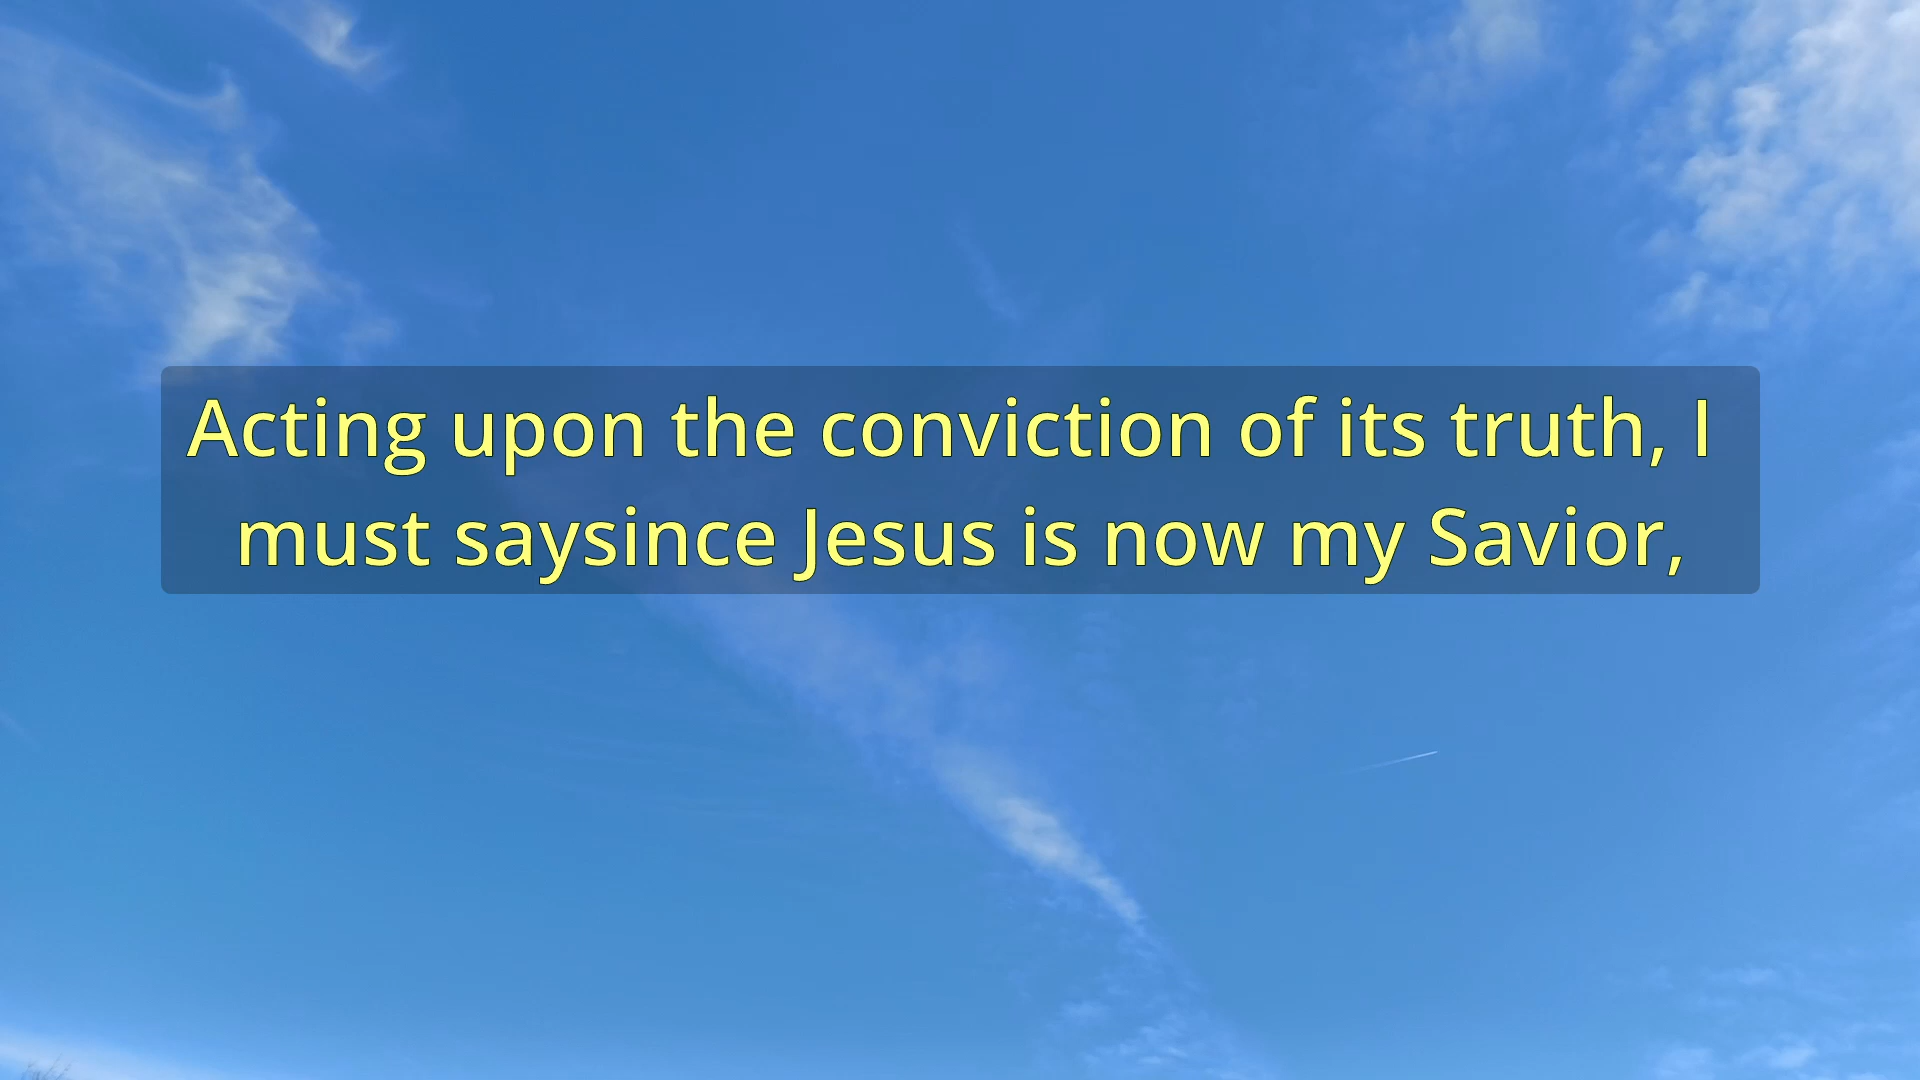 Acting upon the conviction of its truth, I
must saysince Jesus is now my Savior,